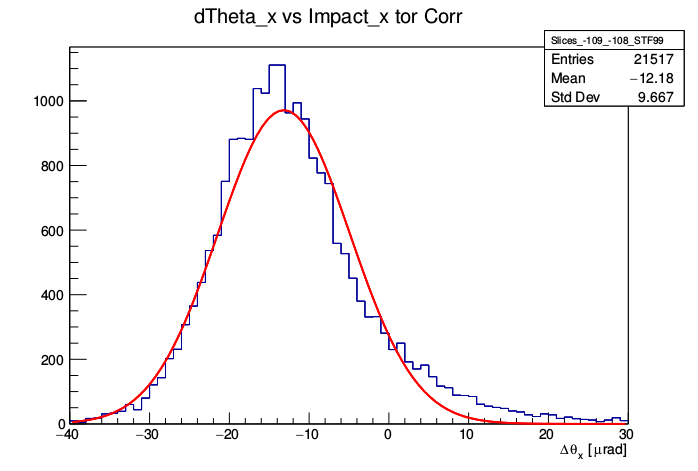 dTheta_x vs Impact_x tor Corr
Slices_-109_-108_STF99
Entries 21517
Mean −12.18
Std Dev 9.667
1000
800
600
400
200
0
−40 −30 −20 −10 0 10 20 30
Δθx [μrad]